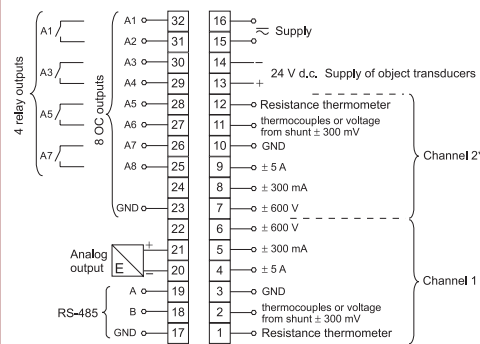 A1 A1 32 16 Supply
A2 31 15
A3 A3 30 14 − 24 V d.c. Supply of object transducers
A4 29 13 +
A5 A5 28 12 Resistance thermometer
A6 27 11 thermocouples or voltage
from shunt ± 300 mV
A7 A7 26 10 GND
A8 25 9 ± 5 A
24 8 ± 300 mA
GND 23 7 ± 600 V
4 relay outputs
8 OC outputs
Channel 2*
22 6 ± 600 V
Analog
output
E + 21 5 ± 300 mA
− 20 4 ± 5 A
RS-485
A 19 3 GND
B 18 2 thermocouples or voltage
from shunt ± 300 mV
GND 17 1 Resistance thermometer
Channel 1